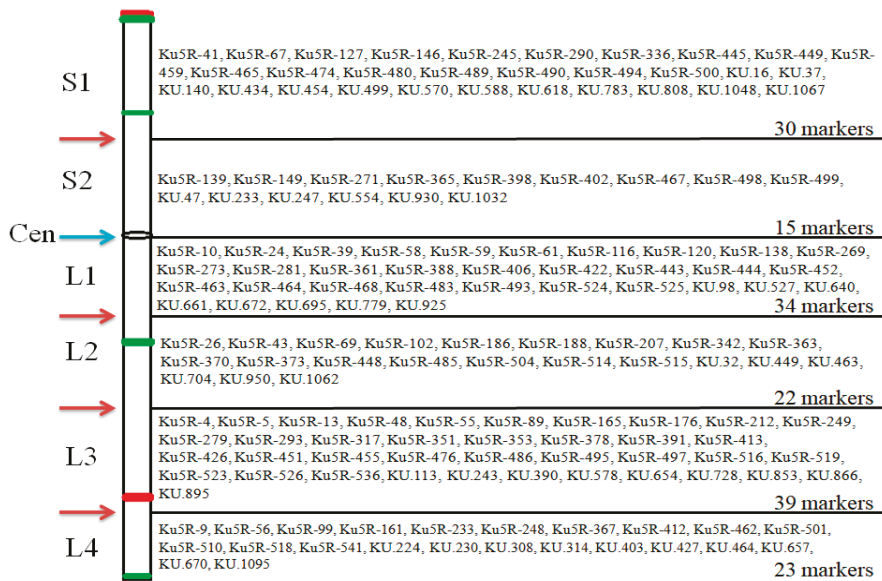 Ku5R-41, Ku5R-67, Ku5R-127, Ku5R-146, Ku5R-245, Ku5R-290, Ku5R-336, Ku5R-445, Ku5R-449, Ku5R-
459, Ku5R-465, Ku5R-474, Ku5R-480, Ku5R-489, Ku5R-490, Ku5R-494, Ku5R-500, KU.16, KU.37,
KU.140, KU.434, KU.454, KU.499, KU.570, KU.588, KU.618, KU.783, KU.808, KU.1048, KU.1067
S1
30 markers
S2
Ku5R-139, Ku5R-149, Ku5R-271, Ku5R-365, Ku5R-398, Ku5R-402, Ku5R-467, Ku5R-498, Ku5R-499,
KU.47, KU.233, KU.247, KU.554, KU.930, KU.1032
15 markers
Cen
Ku5R-10, Ku5R-24, Ku5R-39, Ku5R-58, Ku5R-59, Ku5R-61, Ku5R-116, Ku5R-120, Ku5R-138, Ku5R-269,
Ku5R-273, Ku5R-281, Ku5R-361, Ku5R-388, Ku5R-406, Ku5R-422, Ku5R-443, Ku5R-444, Ku5R-452,
Ku5R-463, Ku5R-464, Ku5R-468, Ku5R-483, Ku5R-493, Ku5R-524, Ku5R-525, KU.98, KU.527, KU.640,
KU.661, KU.672, KU.695, KU.779, KU.925
L1
34 markers
L2
Ku5R-26, Ku5R-43, Ku5R-69, Ku5R-102, Ku5R-186, Ku5R-188, Ku5R-207, Ku5R-342, Ku5R-363,
Ku5R-370, Ku5R-373, Ku5R-448, Ku5R-485, Ku5R-504, Ku5R-514, Ku5R-515, KU.32, KU.449, KU.463,
KU.704, KU.950, KU.1062
22 markers
Ku5R-4, Ku5R-5, Ku5R-13, Ku5R-48, Ku5R-55, Ku5R-89, Ku5R-165, Ku5R-176, Ku5R-212, Ku5R-249,
Ku5R-279, Ku5R-293, Ku5R-317, Ku5R-351, Ku5R-353, Ku5R-378, Ku5R-391, Ku5R-413,
Ku5R-426, Ku5R-451, Ku5R-455, Ku5R-476, Ku5R-486, Ku5R-495, Ku5R-497, Ku5R-516, Ku5R-519,
Ku5R-523, Ku5R-526, Ku5R-536, KU.113, KU.243, KU.390, KU.578, KU.654, KU.728, KU.853, KU.866,
KU.895
L3
39 markers
L4
Ku5R-9, Ku5R-56, Ku5R-99, Ku5R-161, Ku5R-233, Ku5R-248, Ku5R-367, Ku5R-412, Ku5R-462, Ku5R-501,
Ku5R-510, Ku5R-518, Ku5R-541, KU.224, KU.230, KU.308, KU.314, KU.403, KU.427, KU.464, KU.657,
KU.670, KU.1095
23 markers